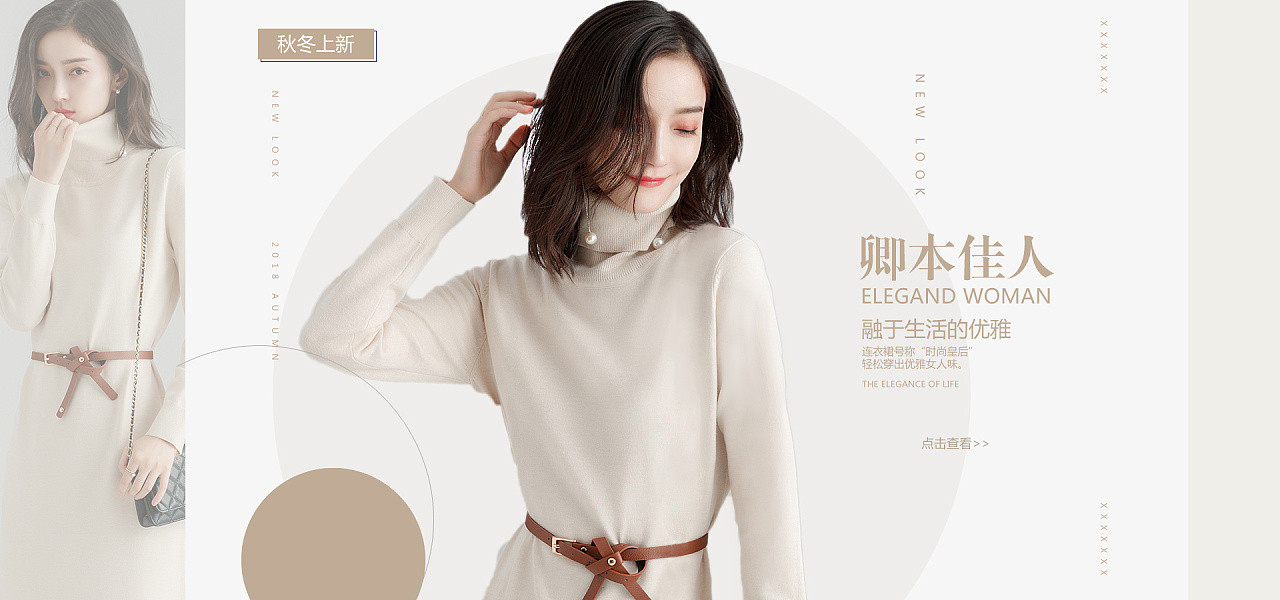 秋冬上新
NEW LOOK
2018 AUTUMN
NEW LOOK
卿本佳人
ELEGAND WOMAN
融于生活的优雅
连衣裙号称“时尚皇后”
轻松穿出优雅女人味。
THE ELEGANCE OF LIFE
点击查看>>
XXXXXXX
XXXXXXX